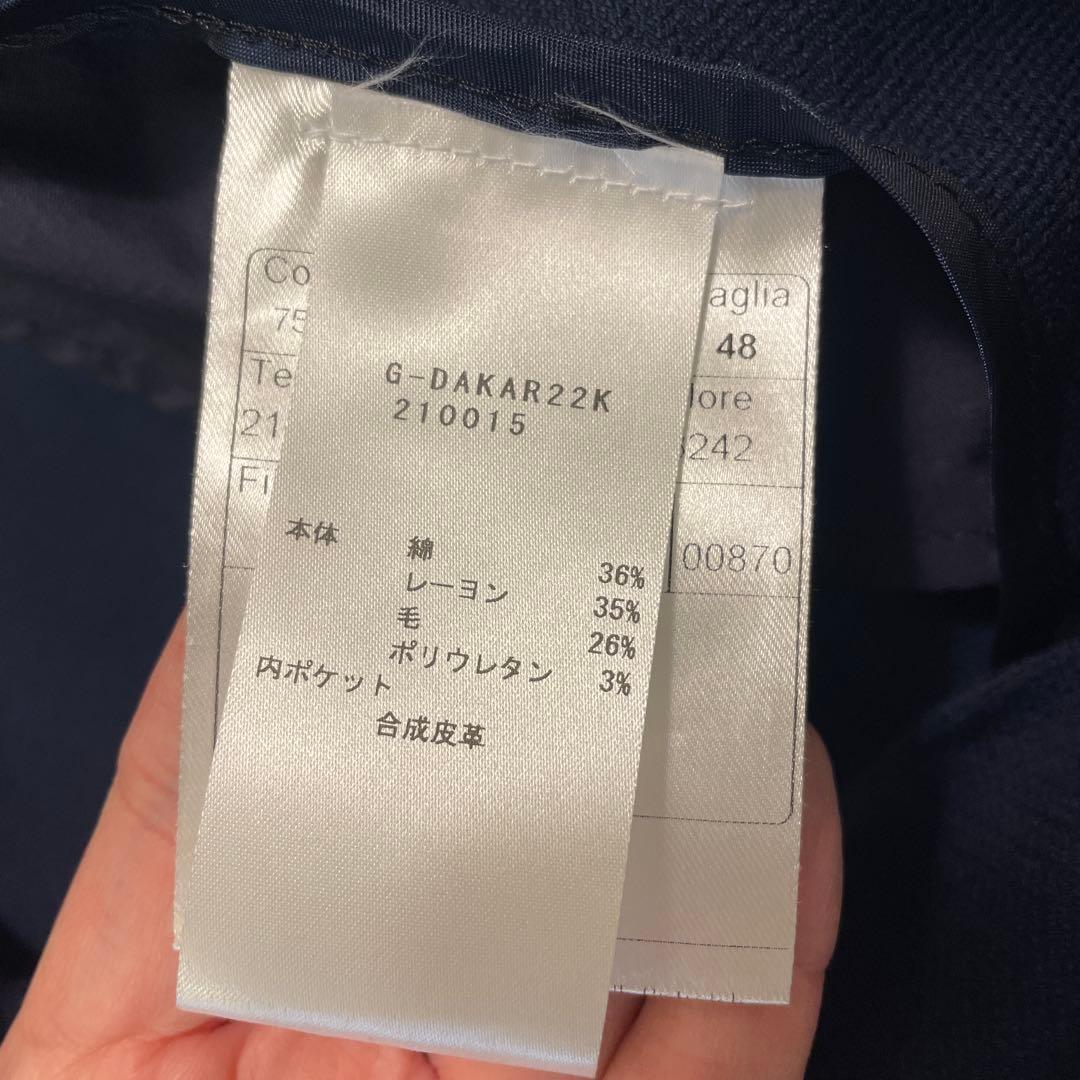 G-DAKAR22K
210015
本体 綿 36%
レーヨン 35%
毛 26%
ポリウレタン 3%
内ポケット
合成皮革
Co
75
aglia
48
Te
21
lore
242
Fi
00870